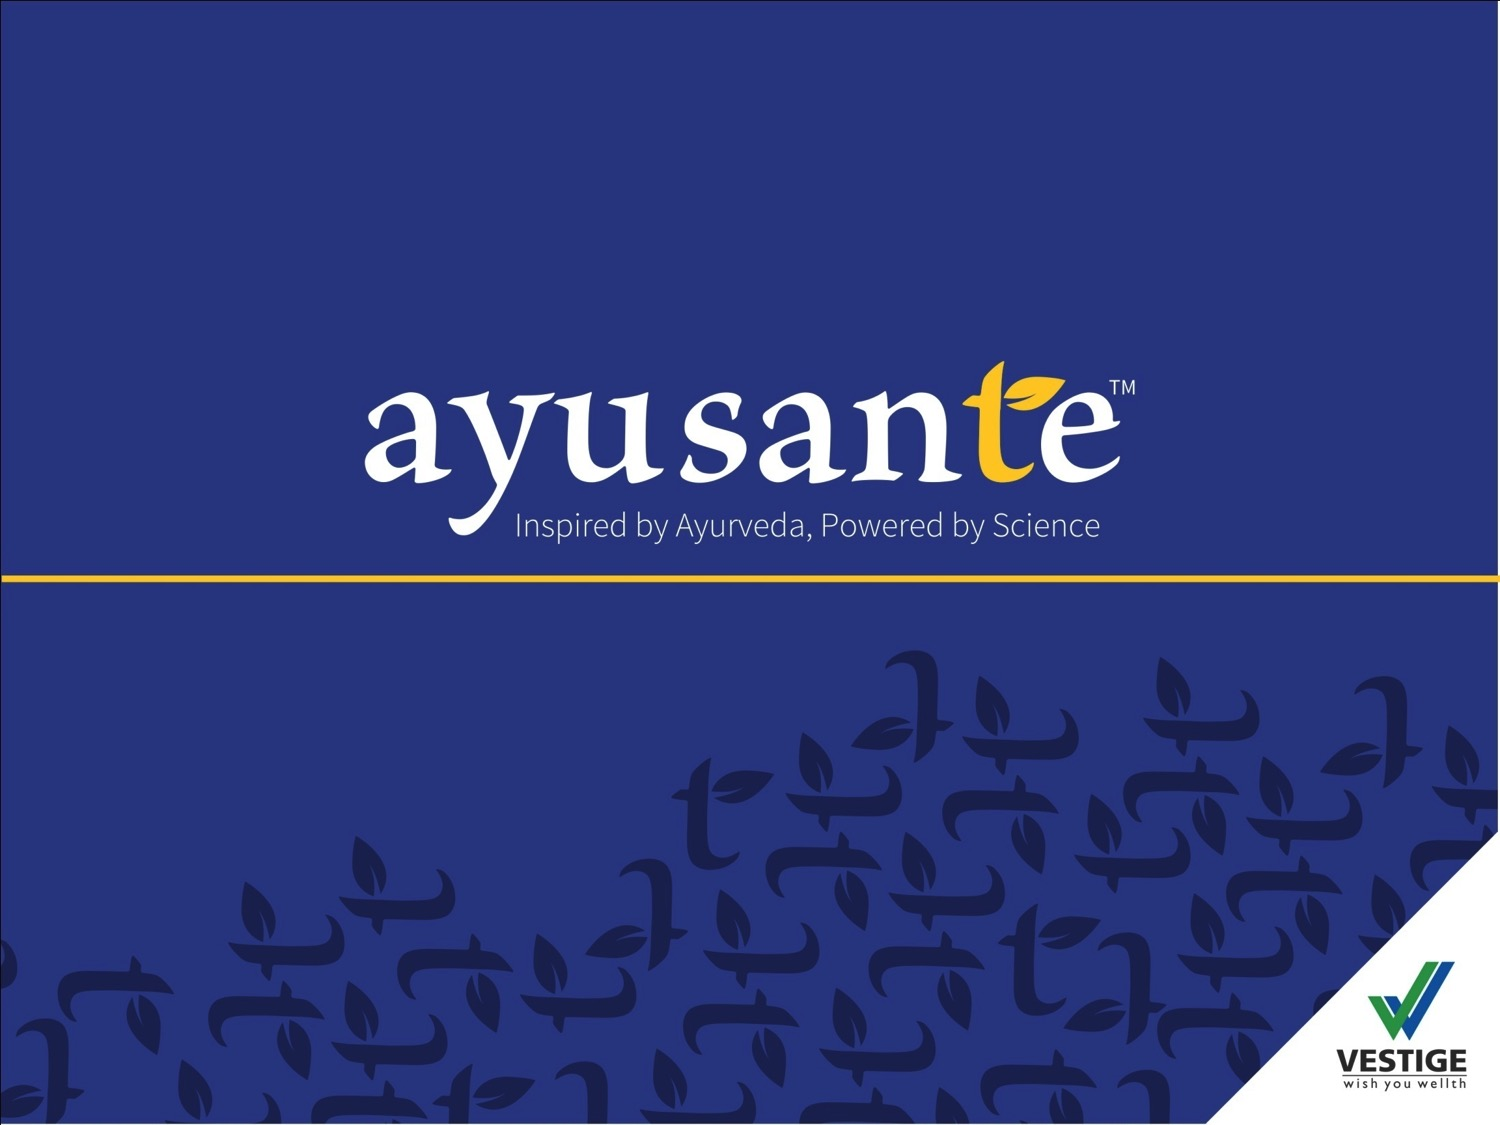 ayusante™
Inspired by Ayurveda, Powered by Science
VESTIGE
wish you wellth